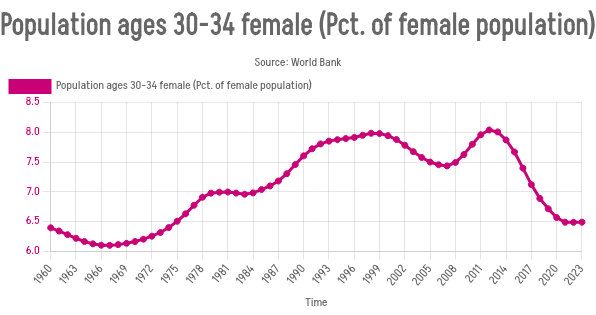 Population ages 30-34 female (Pct. of female population)
Source: World Bank
Population ages 30-34 female (Pct. of female population)
8.5
8.0
7.5
7.0
6.5
6.0
1960 1963 1966 1969 1972 1975 1978 1981 1984 1987 1990 1993 1996 1999 2002 2005 2008 2011 2014 2017 2020 2023
Time